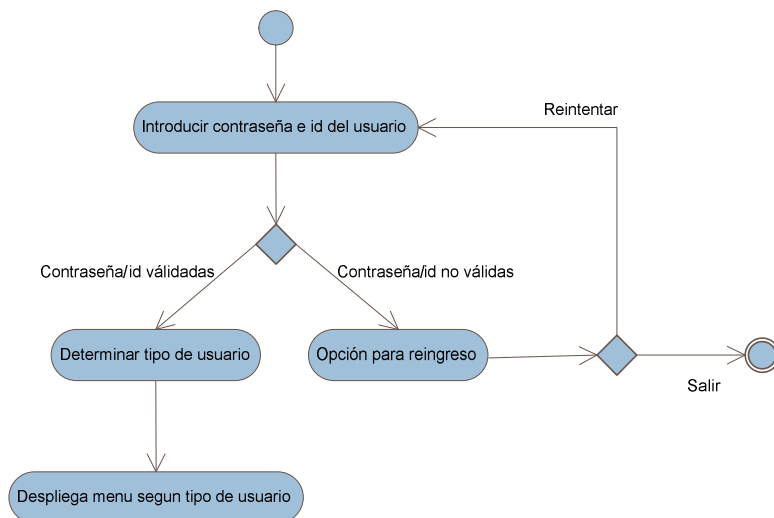 Reintentar
Introducir contraseña e id del usuario
Contraseña/id válidadas
Contraseña/id no válidas
Determinar tipo de usuario
Opción para reingreso
Salir
Despliega menu segun tipo de usuario